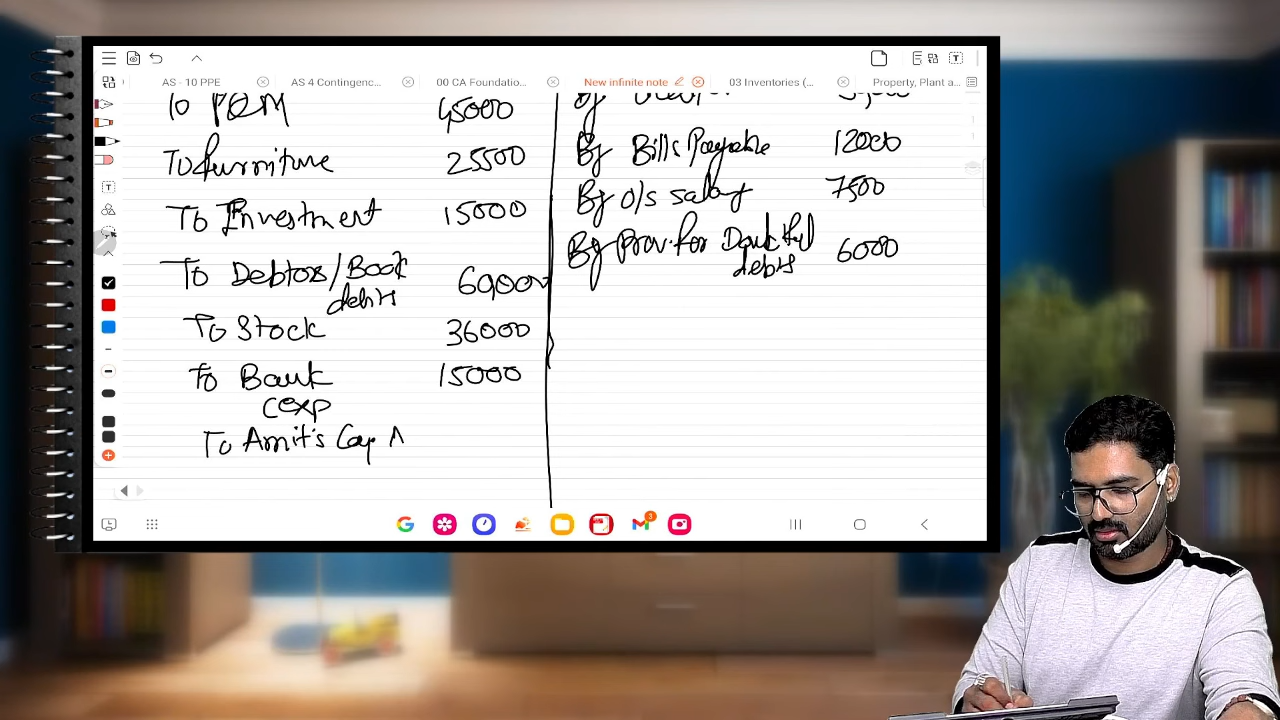 AS - 10 PPE
AS 4 Contingenc...
00 CA Foundatio...
New infinite note
03 Inventories (...
Property, Plant a...
To P&M 45000
To furniture 25500
To Investment 15000
To Debtors/Book debts
To Stock 36000
To Bank 15000
(exp
To Amit's Cap A
By
By Bills Payable 12000
By O/s salary 7500
By Prov. for Doubtful debts 6000
3